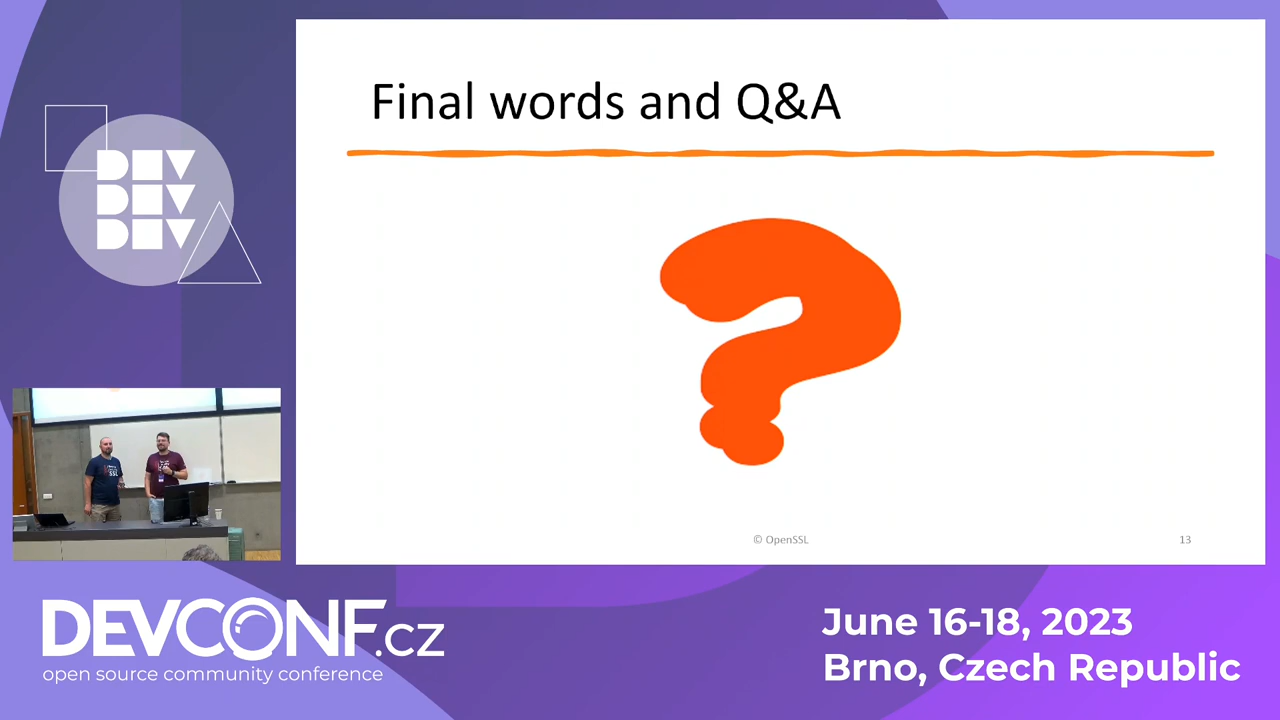 Final words and Q&A
?
DEV
DEV
DEV
SSL
© OpenSSL
13
DEVCONF.cz
open source community conference
June 16-18, 2023
Brno, Czech Republic